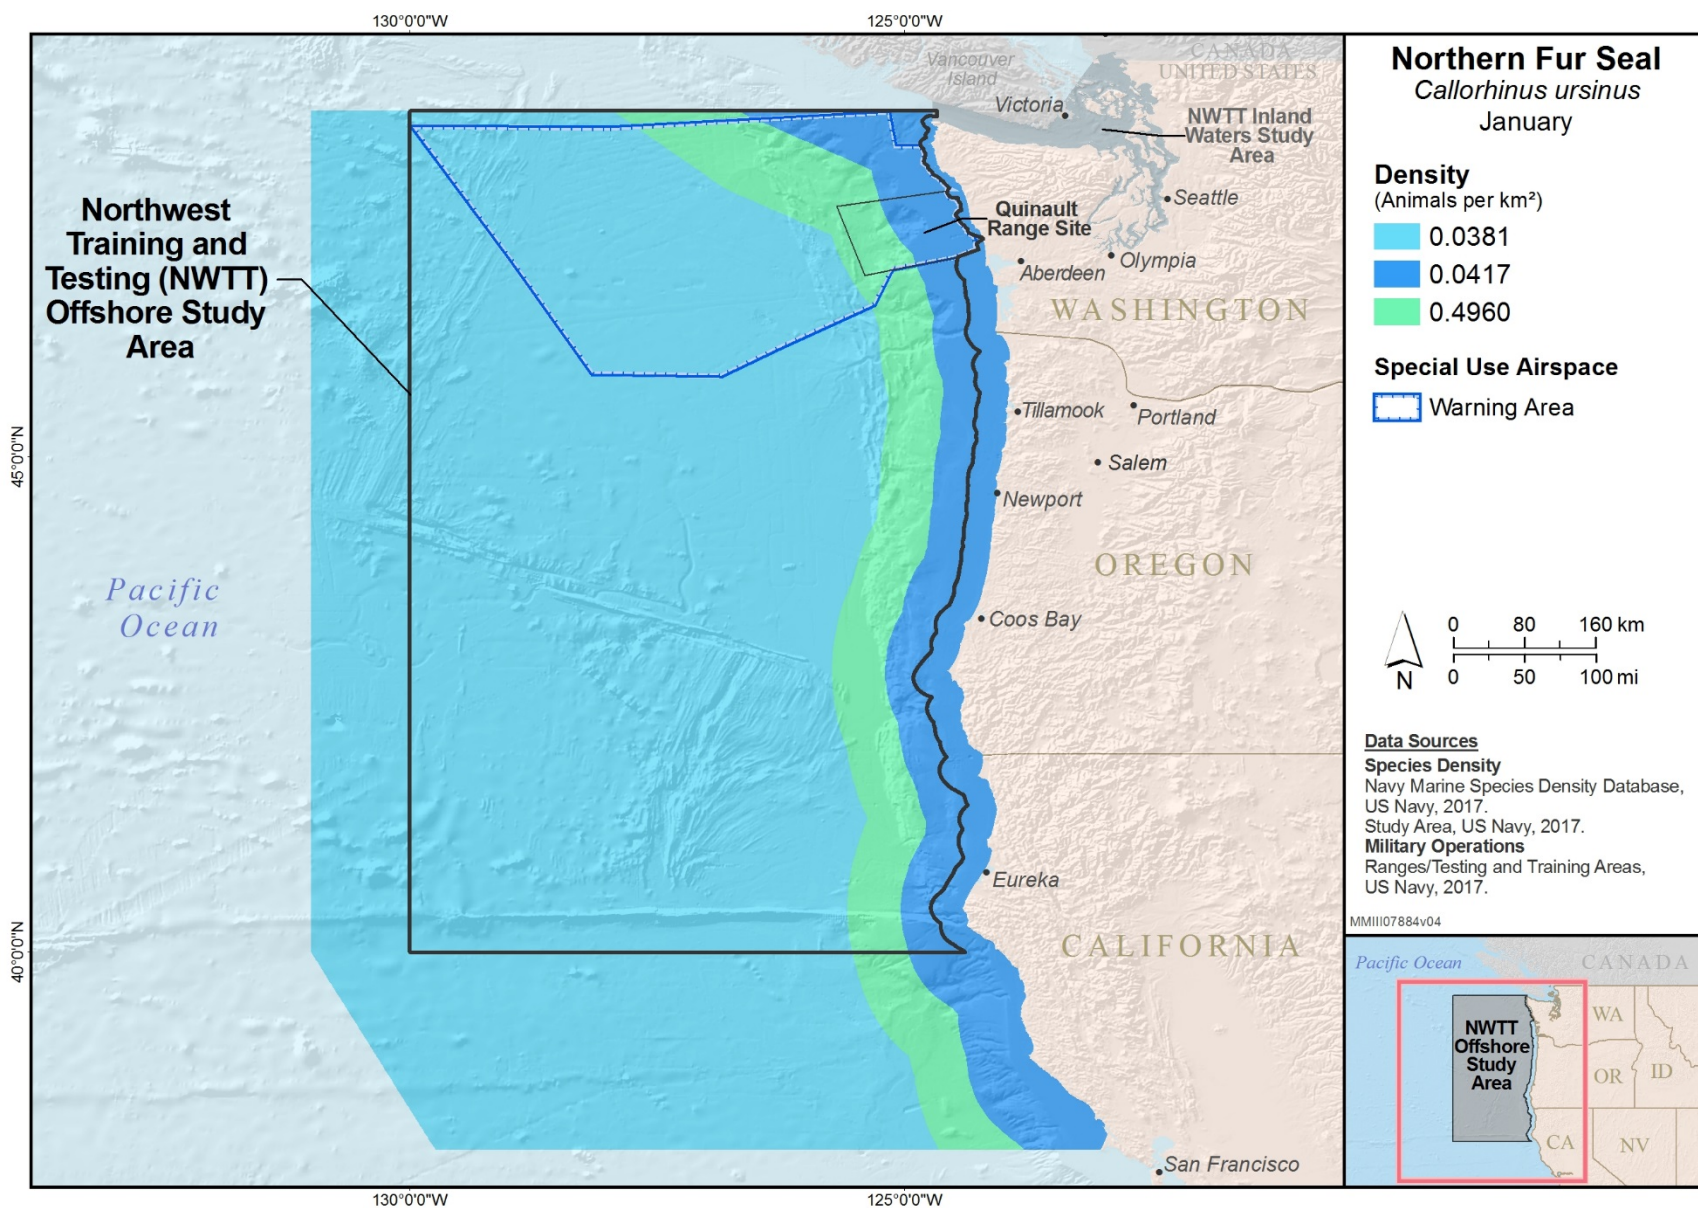 130°0'0"W
125°0'0"W
45°0'0"N
40°0'0"N
130°0'0"W
125°0'0"W
CANADA
UNITED STATES
Vancouver
Island
Victoria
NWTT Inland
Waters Study
Area
Seattle
Northwest
Training and
Testing (NWTT)
Offshore Study
Area
Quinault
Range Site
Aberdeen
Olympia
WASHINGTON
Tillamook
Portland
Salem
Newport
OREGON
Pacific
Ocean
Coos Bay
Eureka
CALIFORNIA
San Francisco
Northern Fur Seal
Callorhinus ursinus
January
Density
(Animals per km²)
0.0381
0.0417
0.4960
Special Use Airspace
Warning Area
N
0 80 160 km
0 50 100 mi
Data Sources
Species Density
Navy Marine Species Density Database,
US Navy, 2017.
Study Area, US Navy, 2017.
Military Operations
Ranges/Testing and Training Areas,
US Navy, 2017.
MMIII07884v04
Pacific Ocean
CANADA
NWTT
Offshore
Study
Area
WA
OR
ID
CA
NV